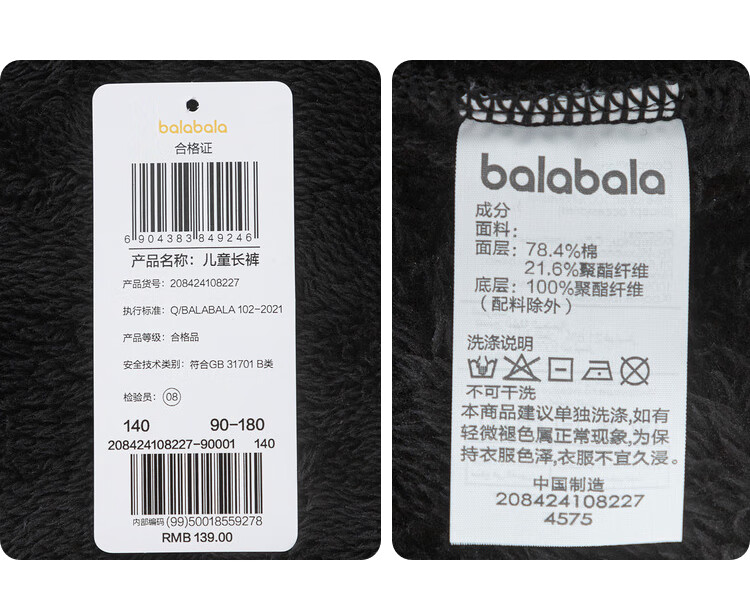 balabala
合格证
6904383849246
产品名称：儿童长裤
产品货号：208424108227
执行标准：Q/BALABALA 102-2021
产品等级：合格品
安全技术类别：符合GB 31701 B类
检验员：08
140 90-180
208424108227-90001 140
内部编码 (99)50018559278
RMB 139.00
balabala
成分
面料：
面层：78.4%棉
21.6%聚酯纤维
底层：100%聚酯纤维
（配料除外）
洗涤说明
不可干洗
本商品建议单独洗涤,如有
轻微褪色属正常现象,为保
持衣服色泽,衣服不宜久浸。
中国制造
208424108227
4575